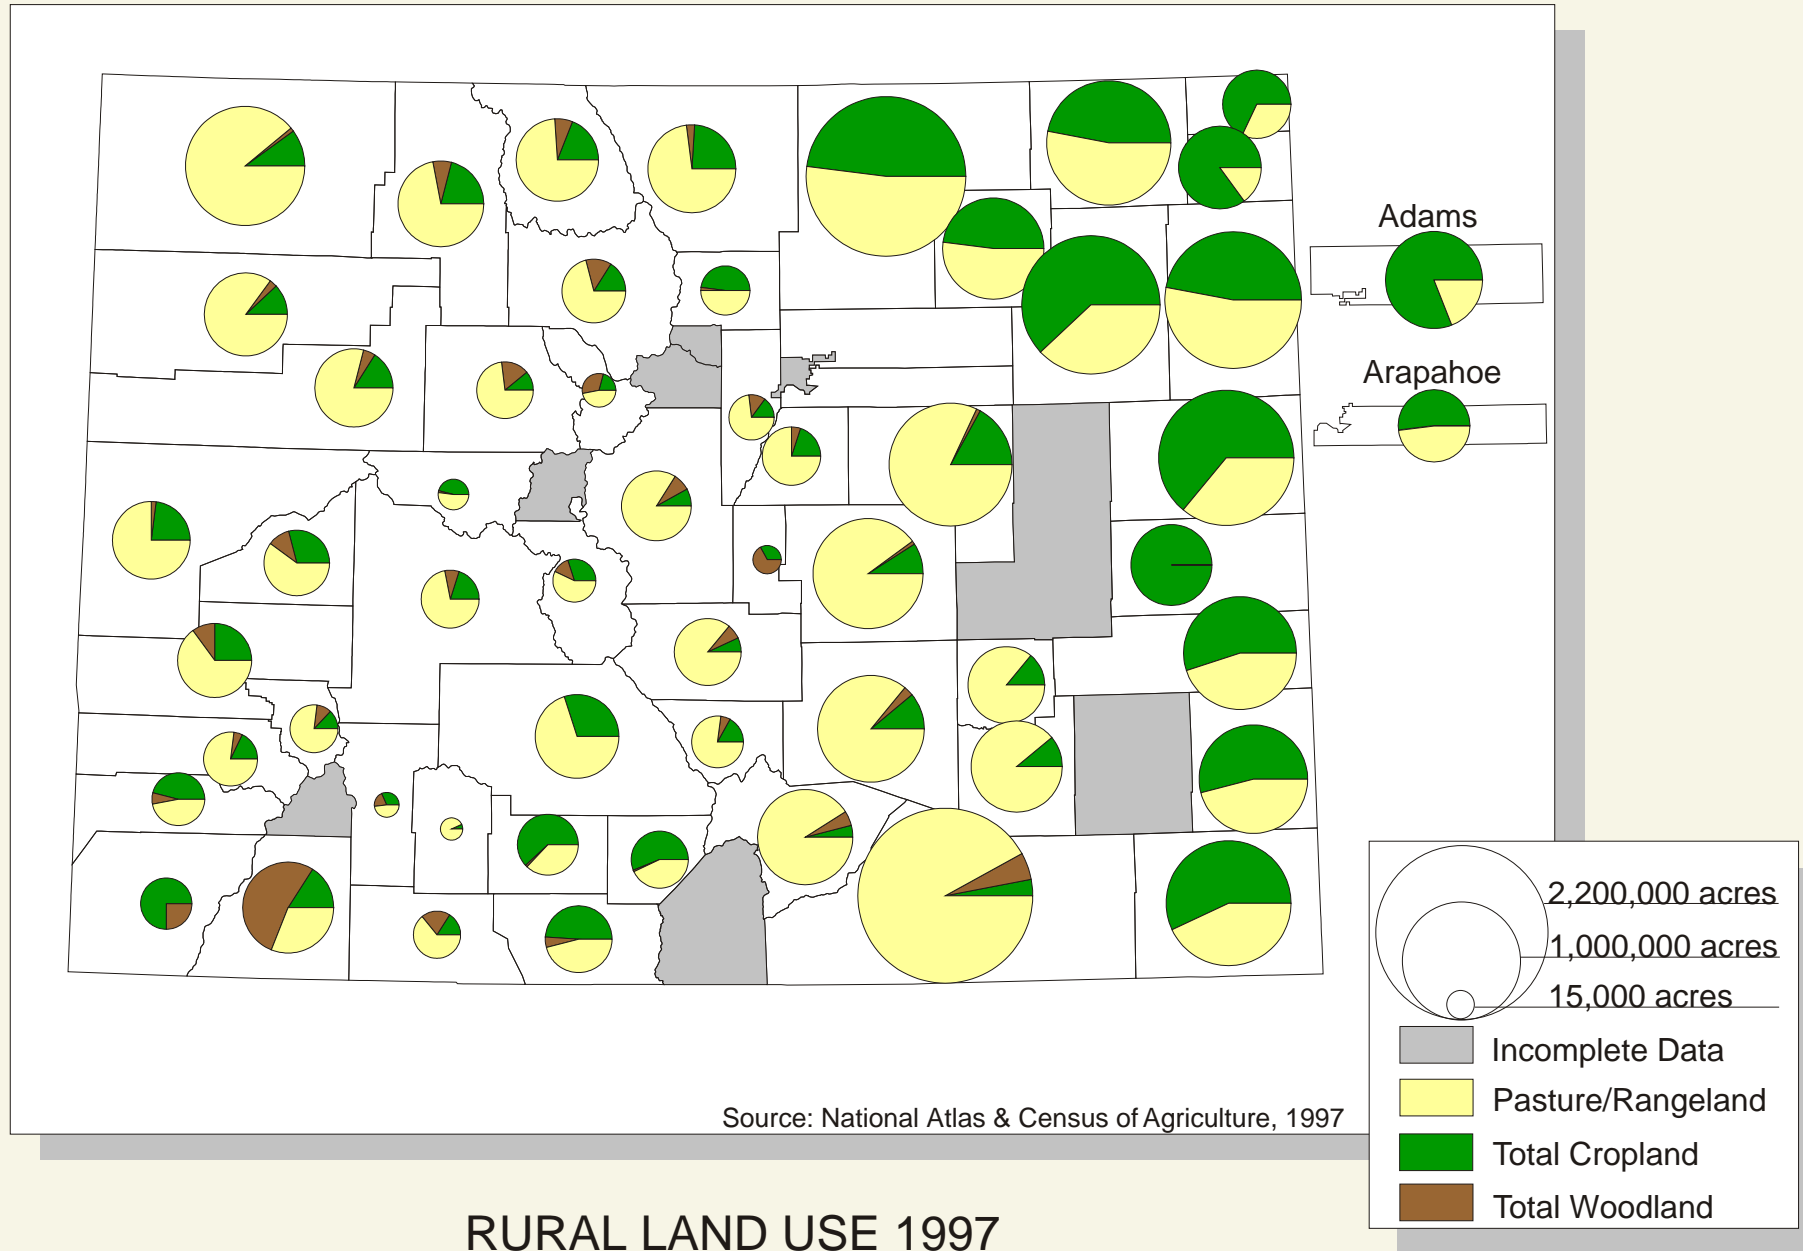 Adams
Arapahoe
2,200,000 acres
1,000,000 acres
15,000 acres
Incomplete Data
Pasture/Rangeland
Total Cropland
Total Woodland
Source: National Atlas & Census of Agriculture, 1997
RURAL LAND USE 1997